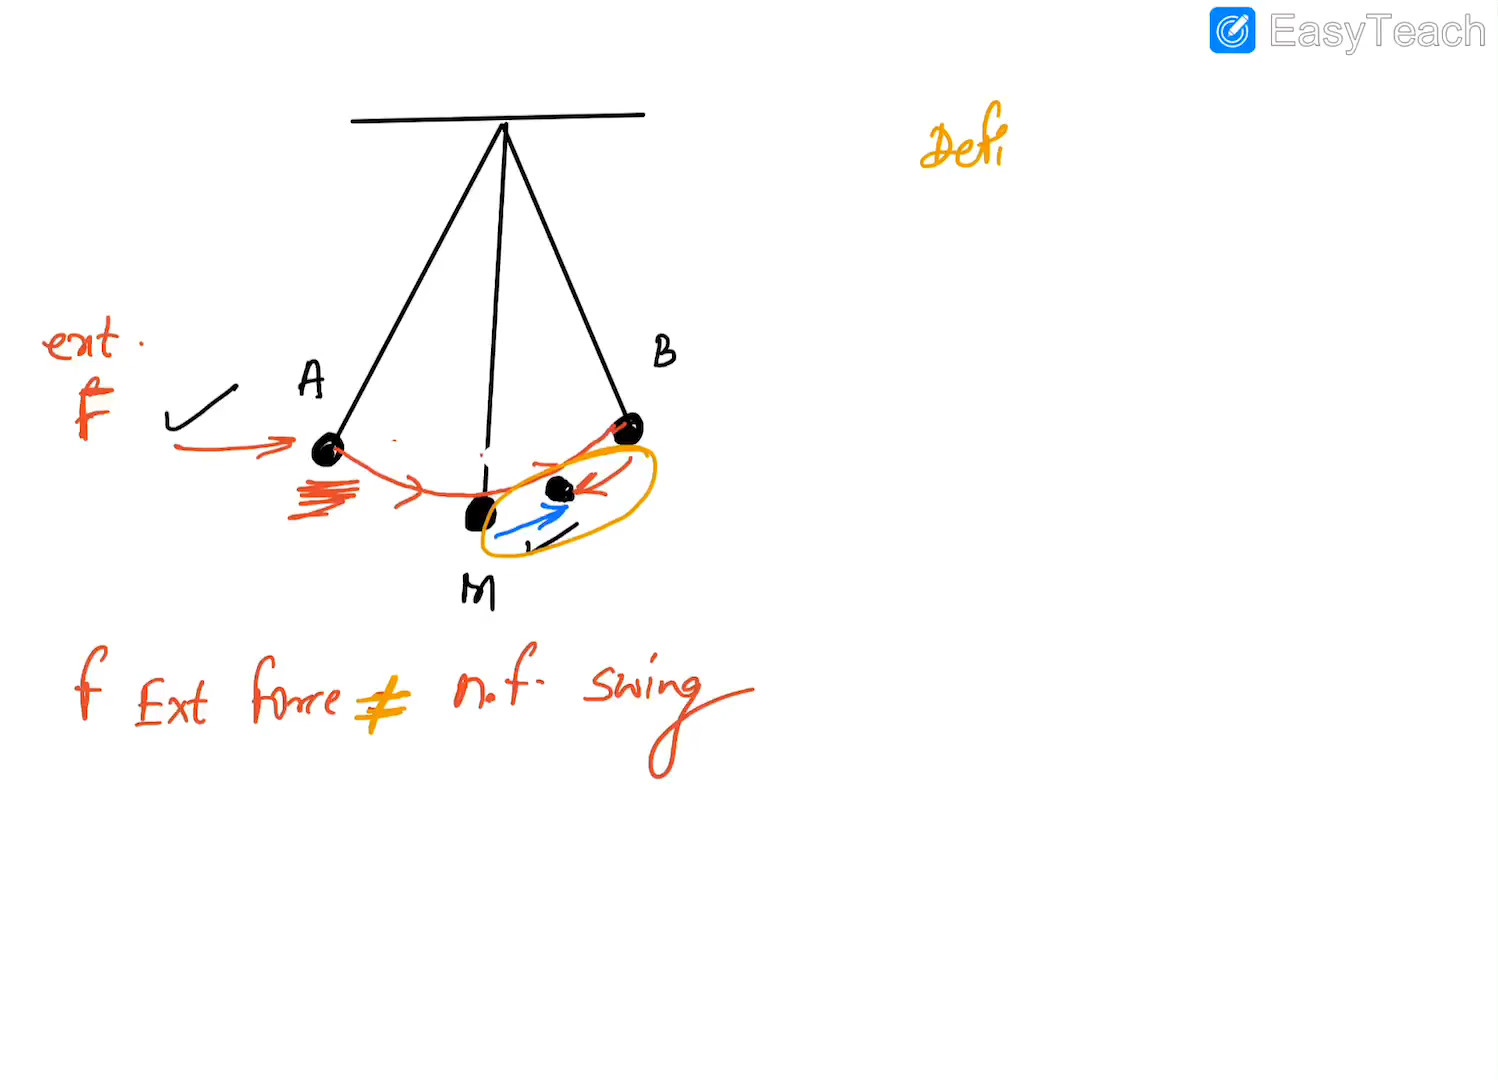 EasyTeach
Defi
ext.
F
A
B
M
f Ext force ≠ n.f. swing